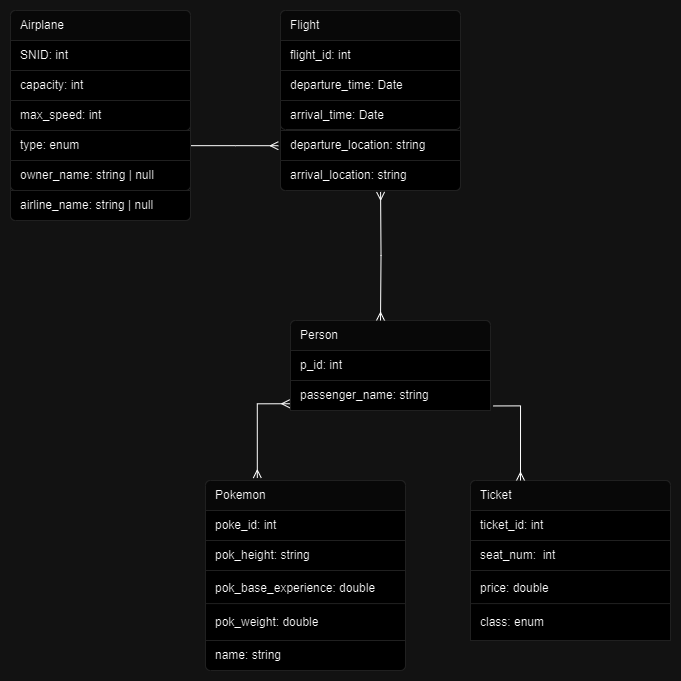 Airplane
SNID: int
capacity: int
max_speed: int
type: enum
owner_name: string | null
airline_name: string | null
Flight
flight_id: int
departure_time: Date
arrival_time: Date
departure_location: string
arrival_location: string
Person
p_id: int
passenger_name: string
Pokemon
poke_id: int
pok_height: string
pok_base_experience: double
pok_weight: double
name: string
Ticket
ticket_id: int
seat_num:  int
price: double
class: enum